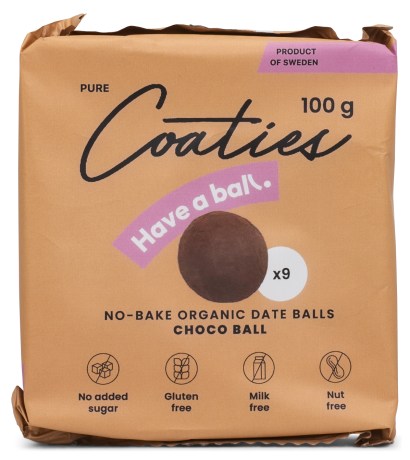 PRODUCT
OF SWEDEN
PURE
100 g
Coaties
Have a ball.
x9
NO-BAKE ORGANIC DATE BALLS
CHOCO BALL
No added
sugar
Gluten
free
Milk
free
Nut
free